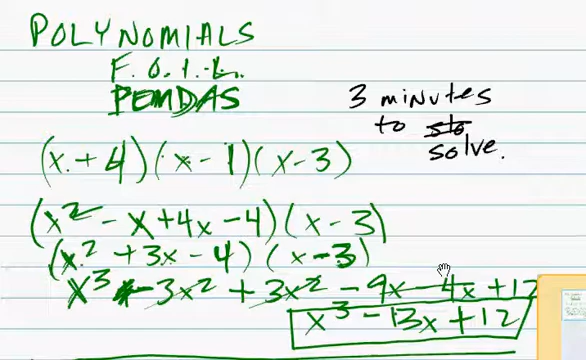 POLYNOMIALS
F.O.I.L.
PEMDAS
3 minutes
to
solve.
(x + 4)(x - 1)(x - 3)
(x² - x + 4x - 4)(x - 3)
(x² + 3x - 4)(x - 3)
x³ - 3x² + 3x² - 9x - 4x + 12
x³ - 13x + 12